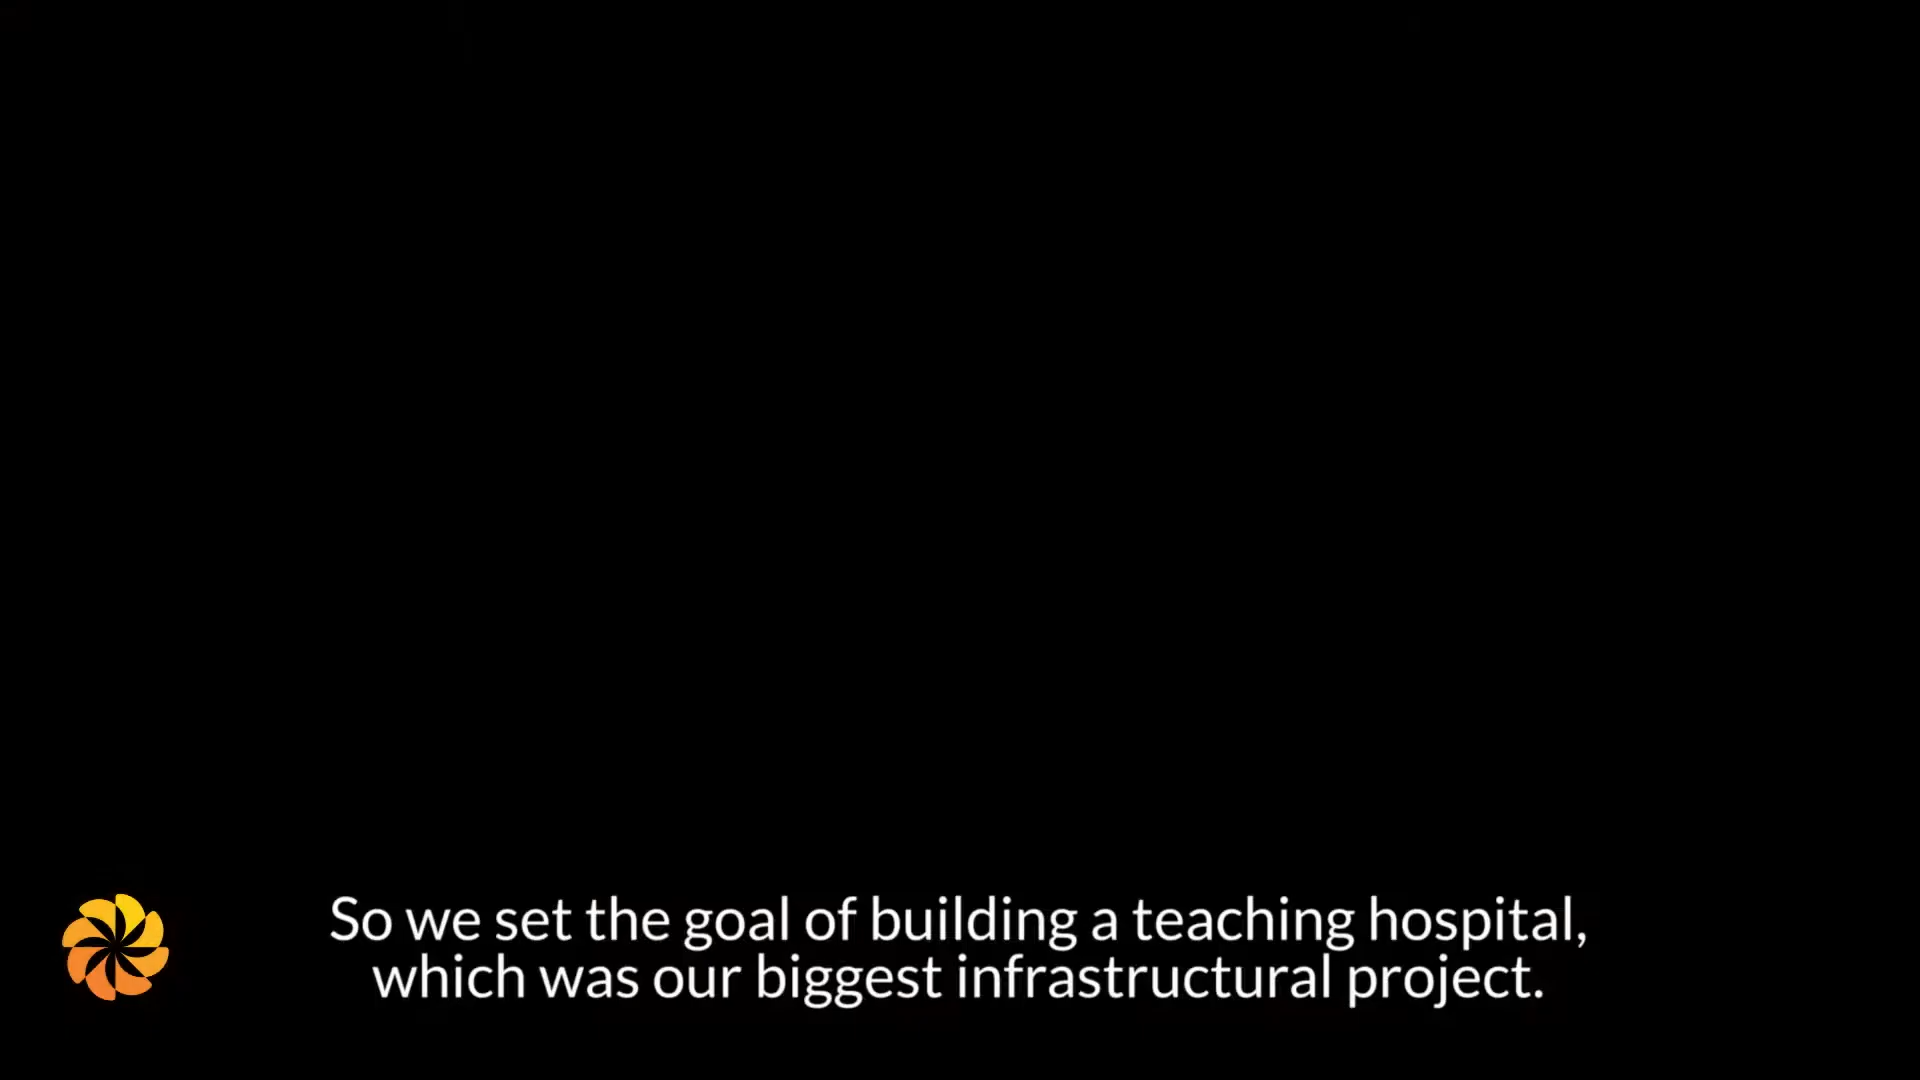 So we set the goal of building a teaching hospital,
which was our biggest infrastructural project.